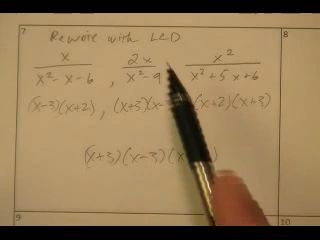 7 8
Rewrite with LCD
x/(x²-x-6) , 2x/(x²-9) x²/(x²+5x+6)
(x-3)(x+2) , (x+3)(x- (x+2)(x+3)
(x+3)(x-3)(x )
9 10